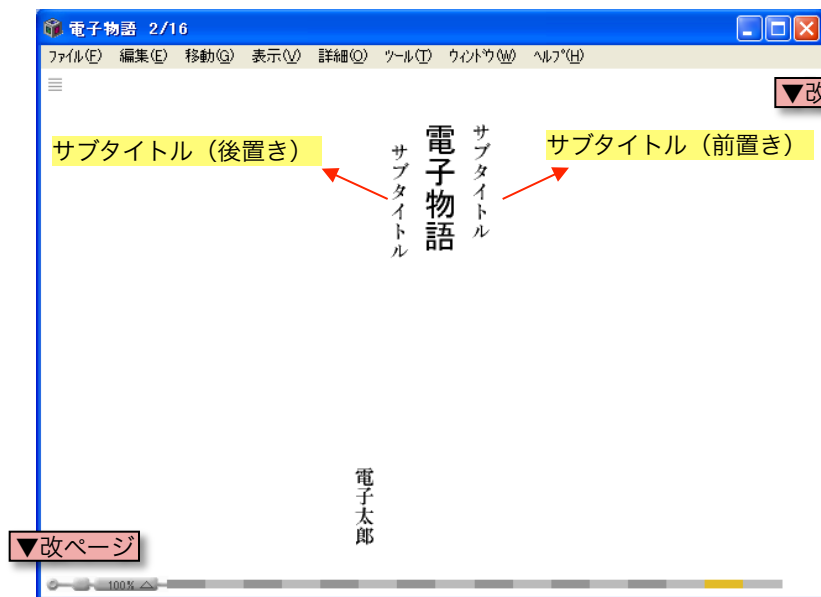 電子物語 2/16
ファイル(F) 編集(E) 移動(G) 表示(V) 詳細(O) ツール(T) ウィンドウ(W) ヘルプ(H)
▼改
サブタイトル（前置き）
サブタイトル
電子物語
サブタイトル
サブタイトル（後置き）
電子太郎
▼改ページ
100%